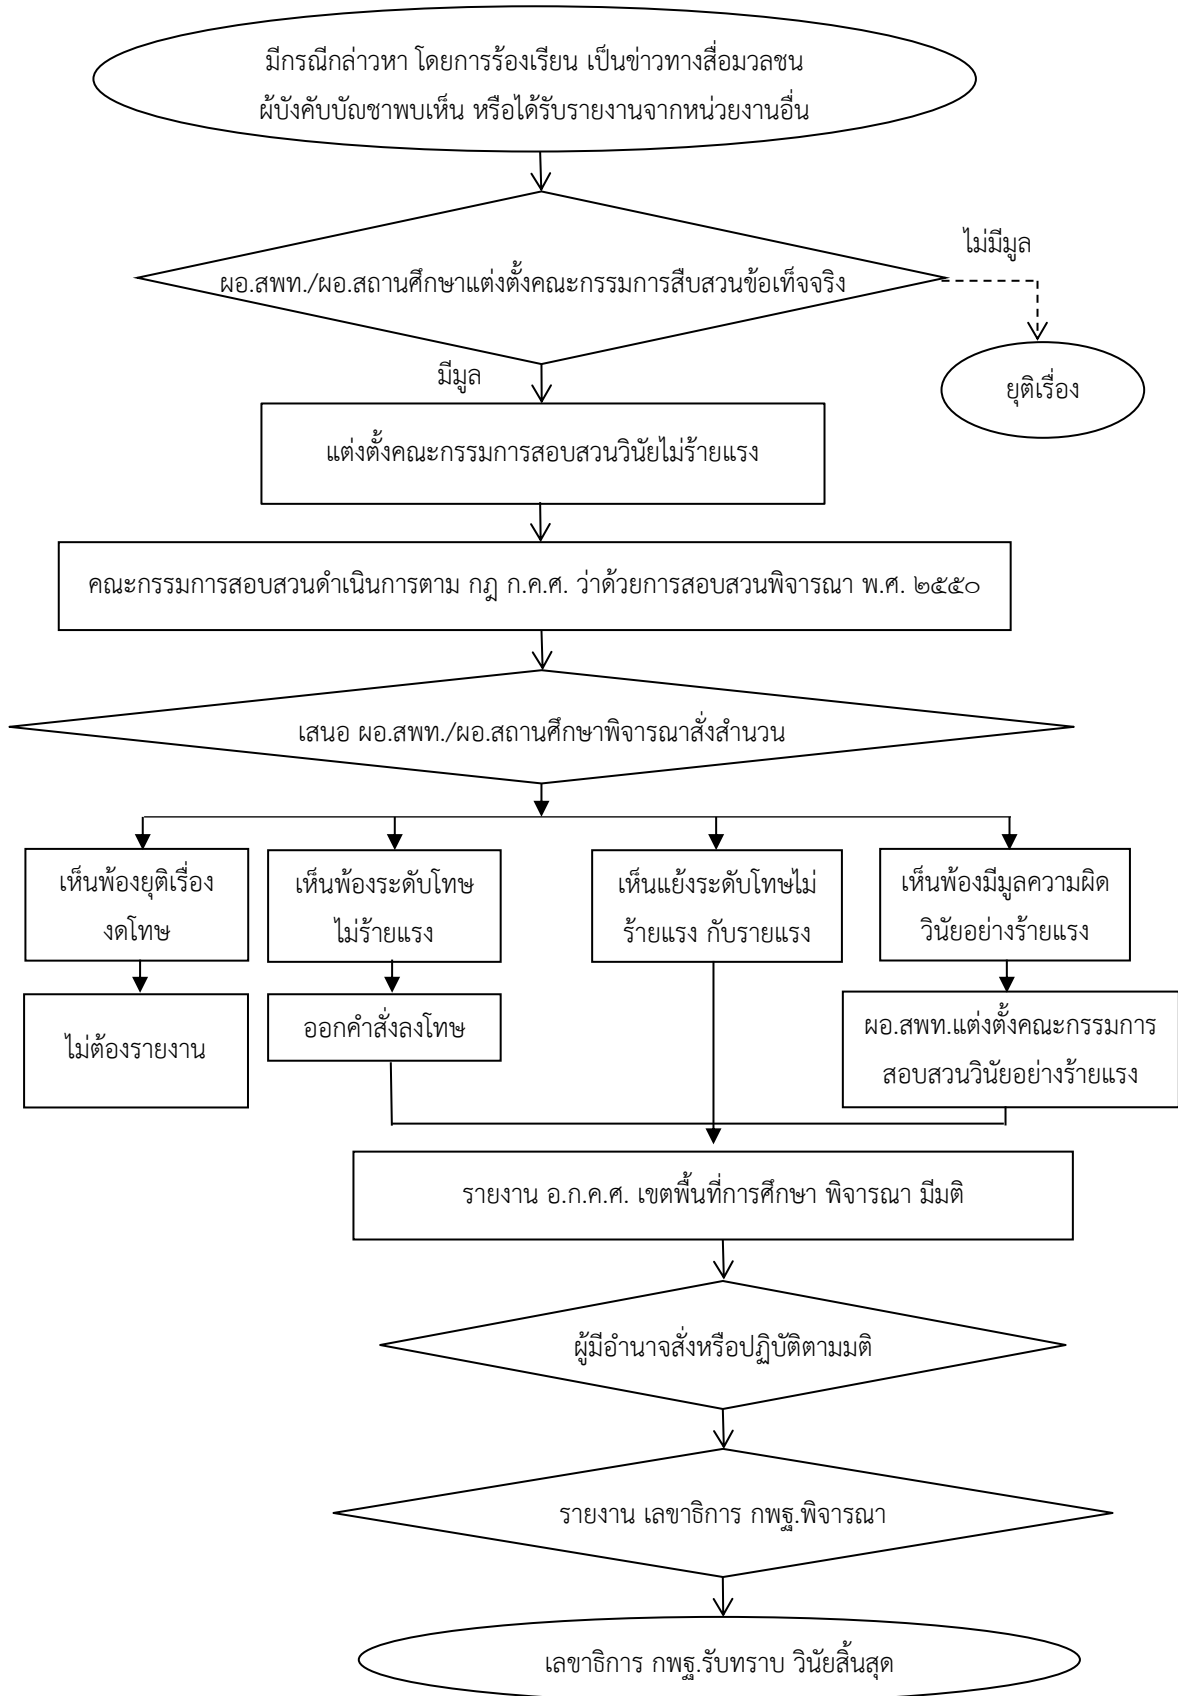 มีกรณีกล่าวหา โดยการร้องเรียน เป็นข่าวทางสื่อมวลชน
ผู้บังคับบัญชาพบเห็น หรือได้รับรายงานจากหน่วยงานอื่น
ไม่มีมูล
ผอ.สพท./ผอ.สถานศึกษาแต่งตั้งคณะกรรมการสืบสวนข้อเท็จจริง
มีมูล
ยุติเรื่อง
แต่งตั้งคณะกรรมการสอบสวนวินัยไม่ร้ายแรง
คณะกรรมการสอบสวนดำเนินการตาม กฎ ก.ค.ศ. ว่าด้วยการสอบสวนพิจารณา พ.ศ. ๒๕๕๐
เสนอ ผอ.สพท./ผอ.สถานศึกษาพิจารณาสั่งสำนวน
เห็นพ้องยุติเรื่อง
งดโทษ
เห็นพ้องระดับโทษ
ไม่ร้ายแรง
เห็นแย้งระดับโทษไม่
ร้ายแรง กับรายแรง
เห็นพ้องมีมูลความผิด
วินัยอย่างร้ายแรง
ไม่ต้องรายงาน
ออกคำสั่งลงโทษ
ผอ.สพท.แต่งตั้งคณะกรรมการ
สอบสวนวินัยอย่างร้ายแรง
รายงาน อ.ก.ค.ศ. เขตพื้นที่การศึกษา พิจารณา มีมติ
ผู้มีอำนาจสั่งหรือปฏิบัติตามมติ
รายงาน เลขาธิการ กพฐ.พิจารณา
เลขาธิการ กพฐ.รับทราบ วินัยสิ้นสุด